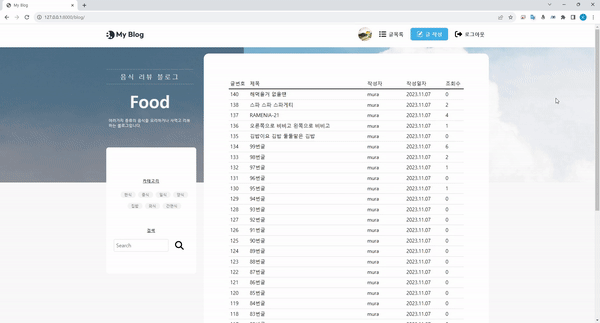 My Blog
127.0.0.1:8000/blog/
My Blog
글목록
글 작성
로그아웃
음식 리뷰 블로그
Food
카테고리
한식 중식 일식 양식
검색
Search
글번호 제목 작성자 작성일자 조회수
140 해먹을거 없을땐 mura 2023.11.07 0
138 스파 스파 스파게티 mura 2023.11.07 2
137 RAMENIA-21 mura 2023.11.07 4
136 오른쪽으로 비비고 왼쪽으로 비비고 mura 2023.11.07 1
135 김밥이요 김밥 둘둘말은 김밥 mura 2023.11.07 0
134 99번글 mura 2023.11.07 6
133 98번글 mura 2023.11.07 2
132 97번글 mura 2023.11.07 1
131 96번글 mura 2023.11.07 0
130 95번글 mura 2023.11.07 1
129 94번글 mura 2023.11.07 0
128 93번글 mura 2023.11.07 0
127 92번글 mura 2023.11.07 0
126 91번글 mura 2023.11.07 0
125 90번글 mura 2023.11.07 0
124 89번글 mura 2023.11.07 0
123 88번글 mura 2023.11.07 0
122 87번글 mura 2023.11.07 0
121 86번글 mura 2023.11.07 0
120 85번글 mura 2023.11.07 0
119 84번글 mura 2023.11.07 0
118 83번글 mura 2023.11.07 0